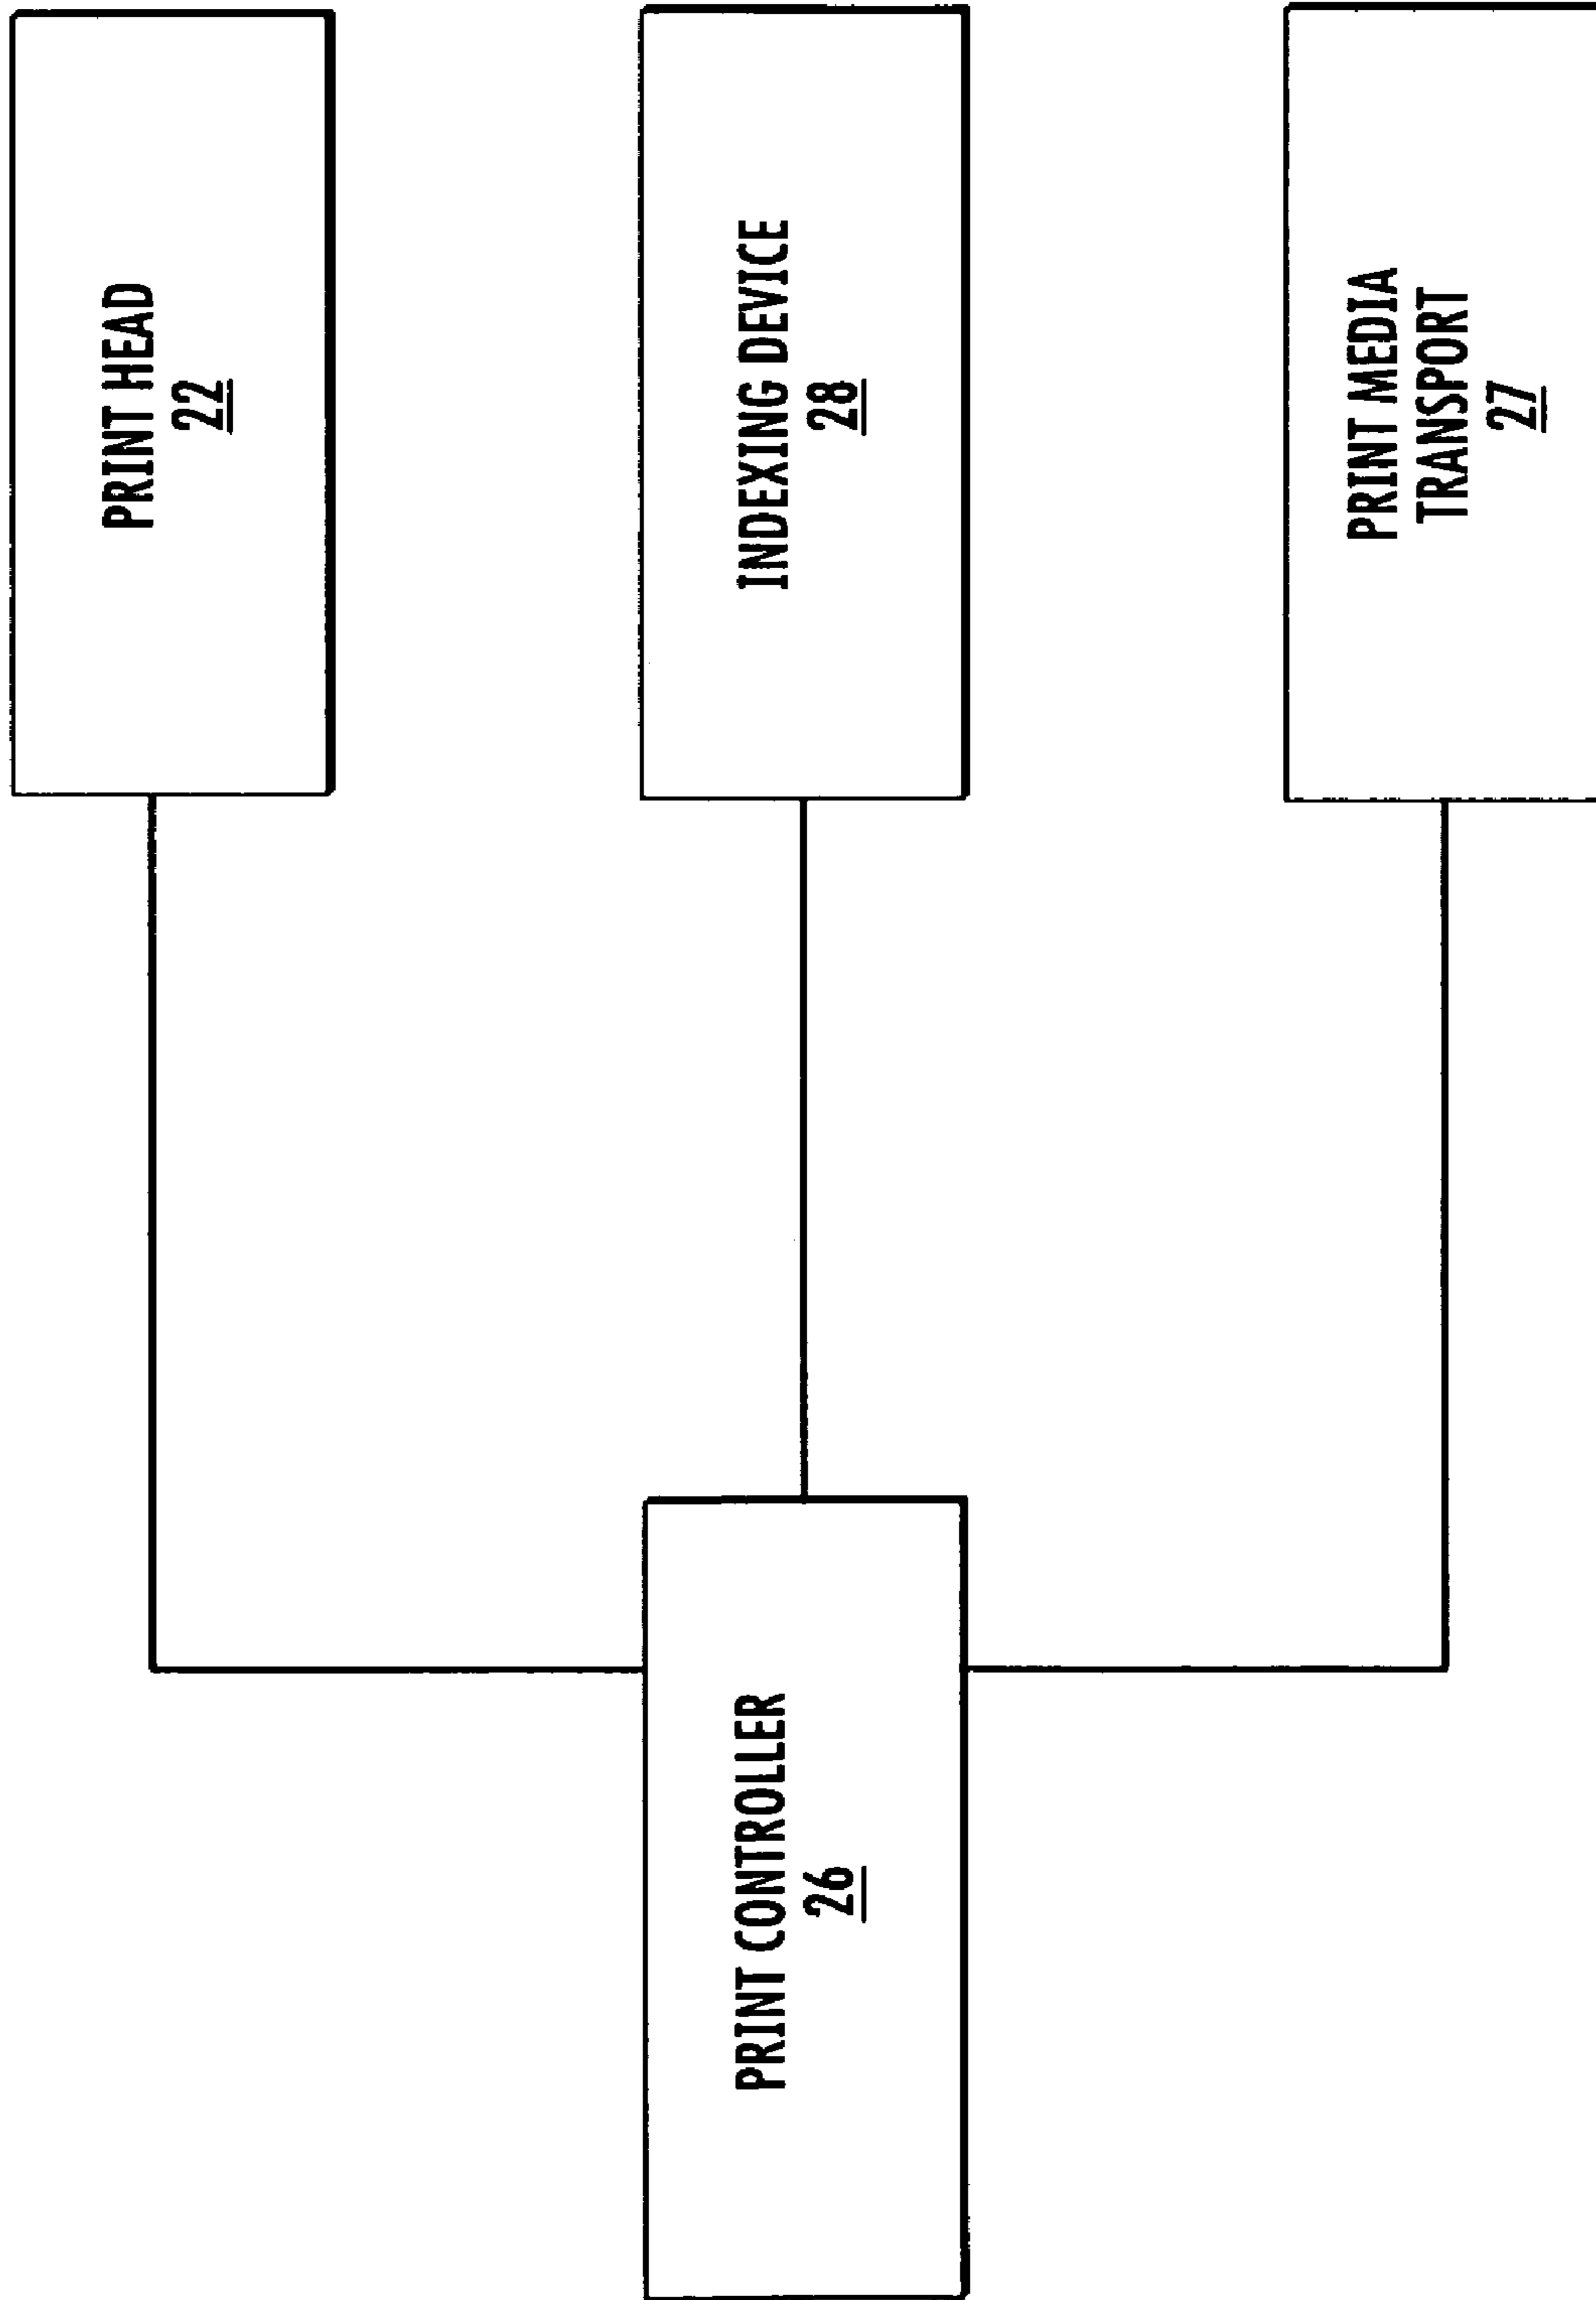 PRINT HEAD
22
INDEXING DEVICE
28
PRINT MEDIA
TRANSPORT
27
PRINT CONTROLLER
26